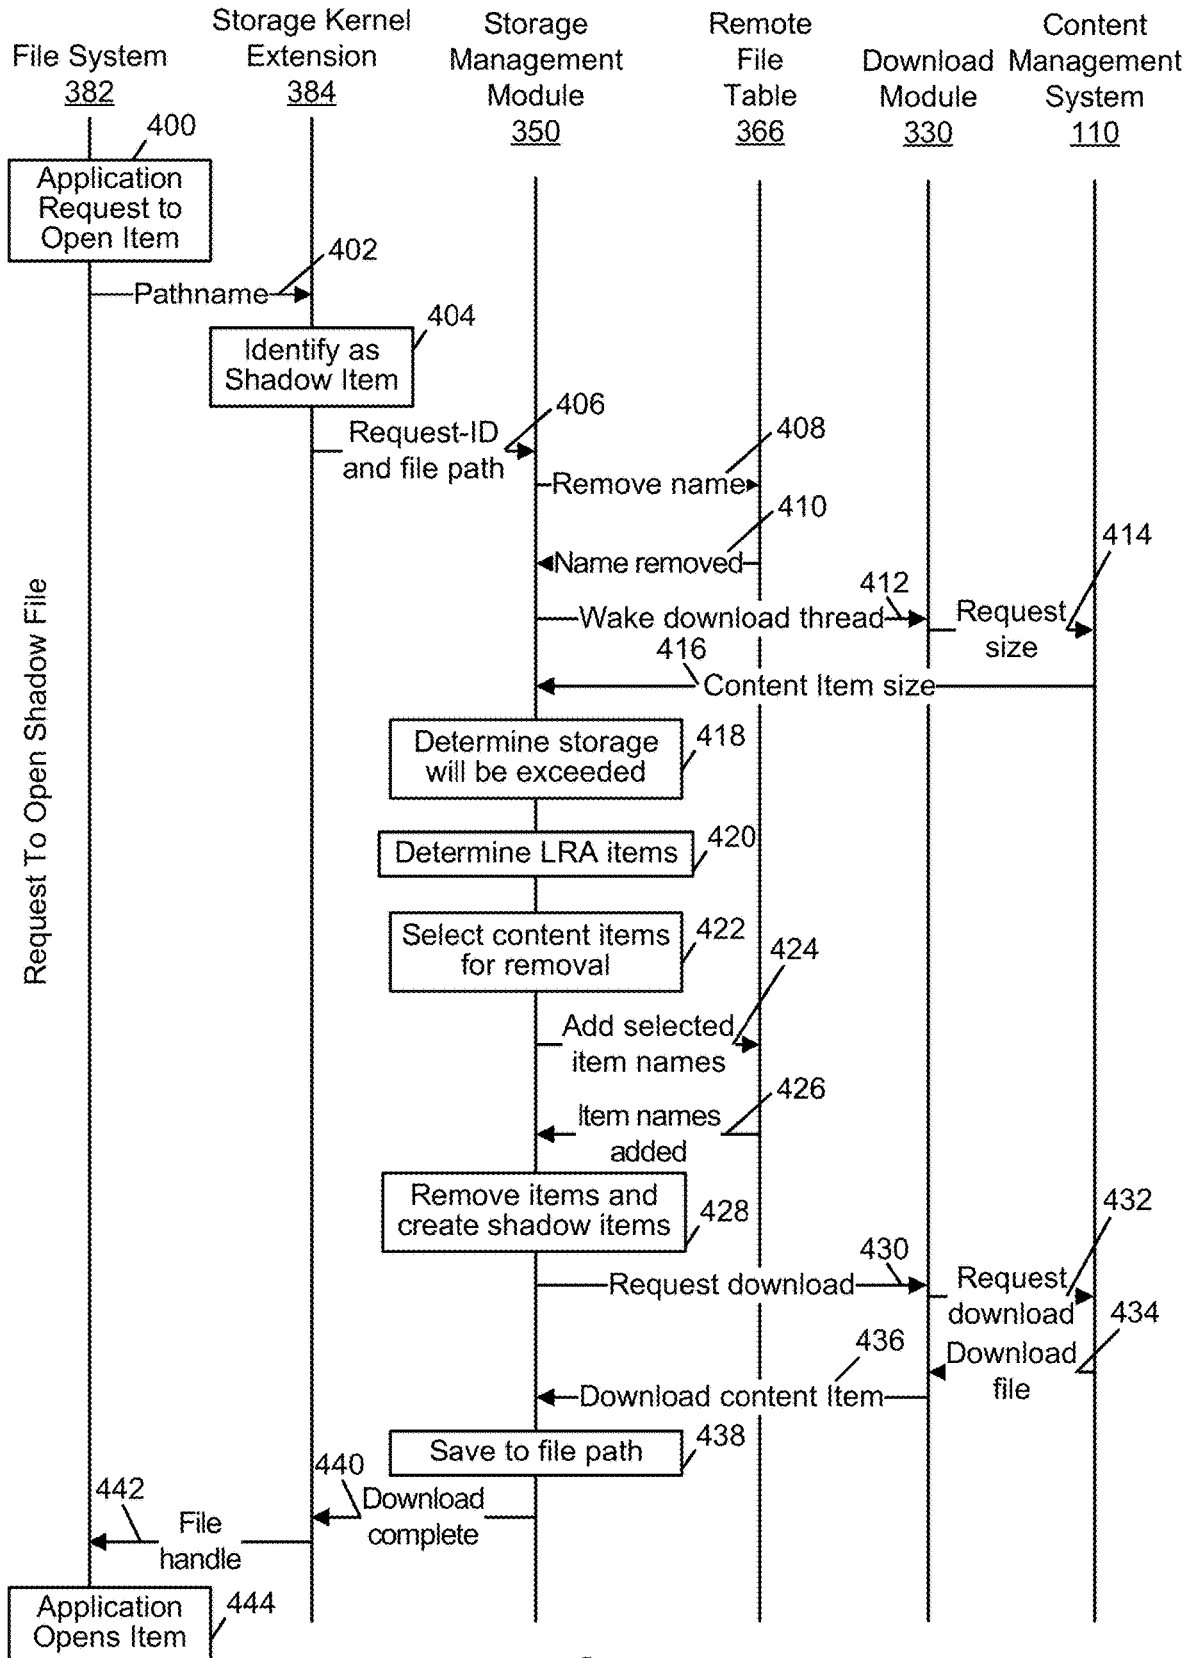 File System
382
Storage Kernel
Extension
384
Storage
Management
Module
350
Remote
File
Table
366
Download
Module
330
Content
Management
System
110
Request To Open Shadow File
400
Application
Request to
Open Item
402
Pathname
404
Identify as
Shadow Item
406
Request-ID
and file path
408
Remove name
410
Name removed
412
Wake download thread
414
Request
size
416
Content Item size
Determine storage
will be exceeded
418
Determine LRA items
420
Select content items
for removal
422
424
Add selected
item names
426
Item names
added
Remove items and
create shadow items
428
430
Request download
432
Request
download
434
Download
file
436
Download content Item
Save to file path
438
440
Download
complete
442
File
handle
Application
Opens Item
444